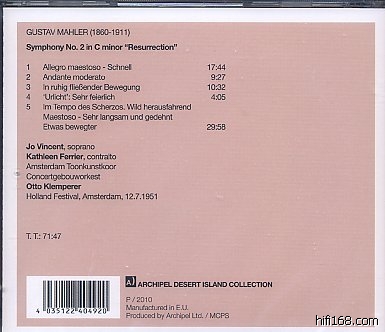 GUSTAV MAHLER (1860-1911)
Symphony No. 2 in C minor "Resurrection"
1 Allegro maestoso - Schnell 17:44
2 Andante moderato 9:27
3 In ruhig fließender Bewegung 10:32
4 'Urlicht': Sehr feierlich 4:05
5 Im Tempo des Scherzos. Wild herausfahrend
Maestoso - Sehr langsam und gedehnt
Etwas bewegter 29:58
Jo Vincent, soprano
Kathleen Ferrier, contralto
Amsterdam Toonkunstkoor
Concertgebouworkest
Otto Klemperer
Holland Festival, Amsterdam, 12.7.1951
T. T.: 71:47
4 035122 404920
A ARCHIPEL DESERT ISLAND COLLECTION
P / 2010
Manufactured in E.U.
Produced by Archipel Ltd. / MCPS
hifi168.com